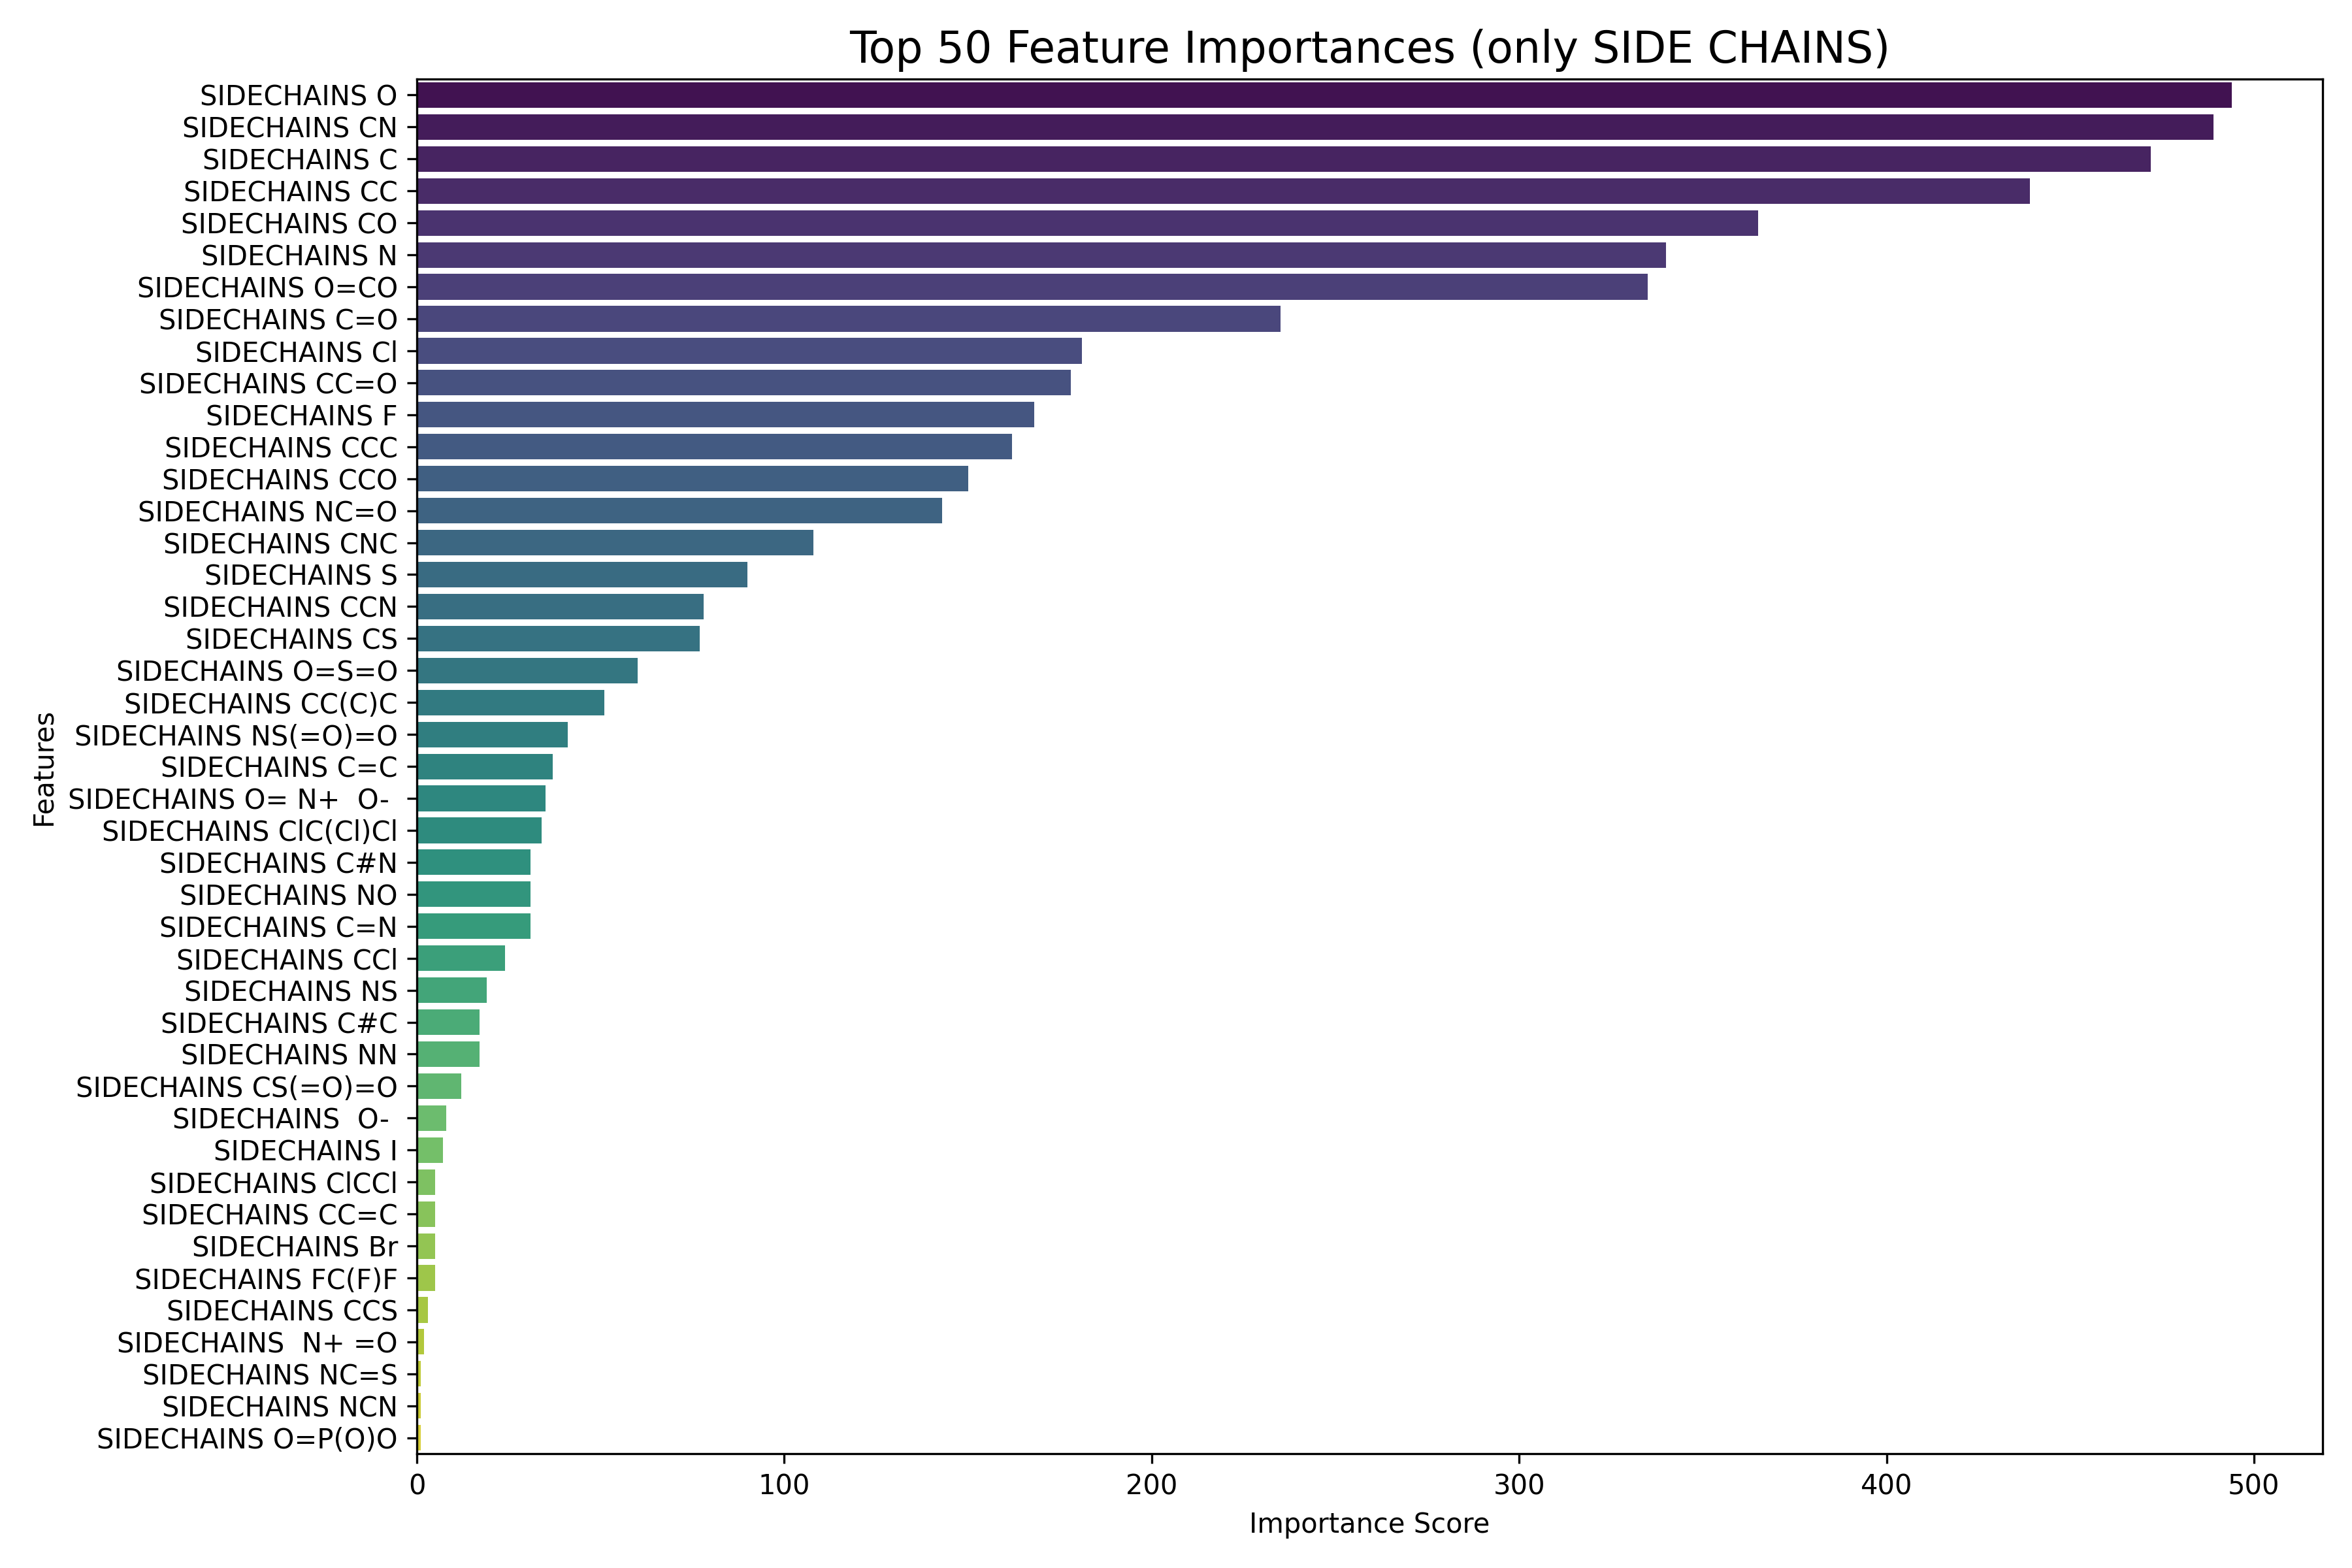 Top 50 Feature Importances (only SIDE CHAINS)
SIDECHAINS O
SIDECHAINS CN
SIDECHAINS C
SIDECHAINS CC
SIDECHAINS CO
SIDECHAINS N
SIDECHAINS O=CO
SIDECHAINS C=O
SIDECHAINS Cl
SIDECHAINS CC=O
SIDECHAINS F
SIDECHAINS CCC
SIDECHAINS CCO
SIDECHAINS NC=O
SIDECHAINS CNC
SIDECHAINS S
SIDECHAINS CCN
SIDECHAINS CS
SIDECHAINS O=S=O
SIDECHAINS CC(C)C
SIDECHAINS NS(=O)=O
SIDECHAINS C=C
SIDECHAINS O= N+  O-
SIDECHAINS ClC(Cl)Cl
SIDECHAINS C#N
SIDECHAINS NO
SIDECHAINS C=N
SIDECHAINS CCl
SIDECHAINS NS
SIDECHAINS C#C
SIDECHAINS NN
SIDECHAINS CS(=O)=O
SIDECHAINS  O-
SIDECHAINS I
SIDECHAINS ClCCl
SIDECHAINS CC=C
SIDECHAINS Br
SIDECHAINS FC(F)F
SIDECHAINS CCS
SIDECHAINS  N+ =O
SIDECHAINS NC=S
SIDECHAINS NCN
SIDECHAINS O=P(O)O
Features
0 100 200 300 400 500
Importance Score